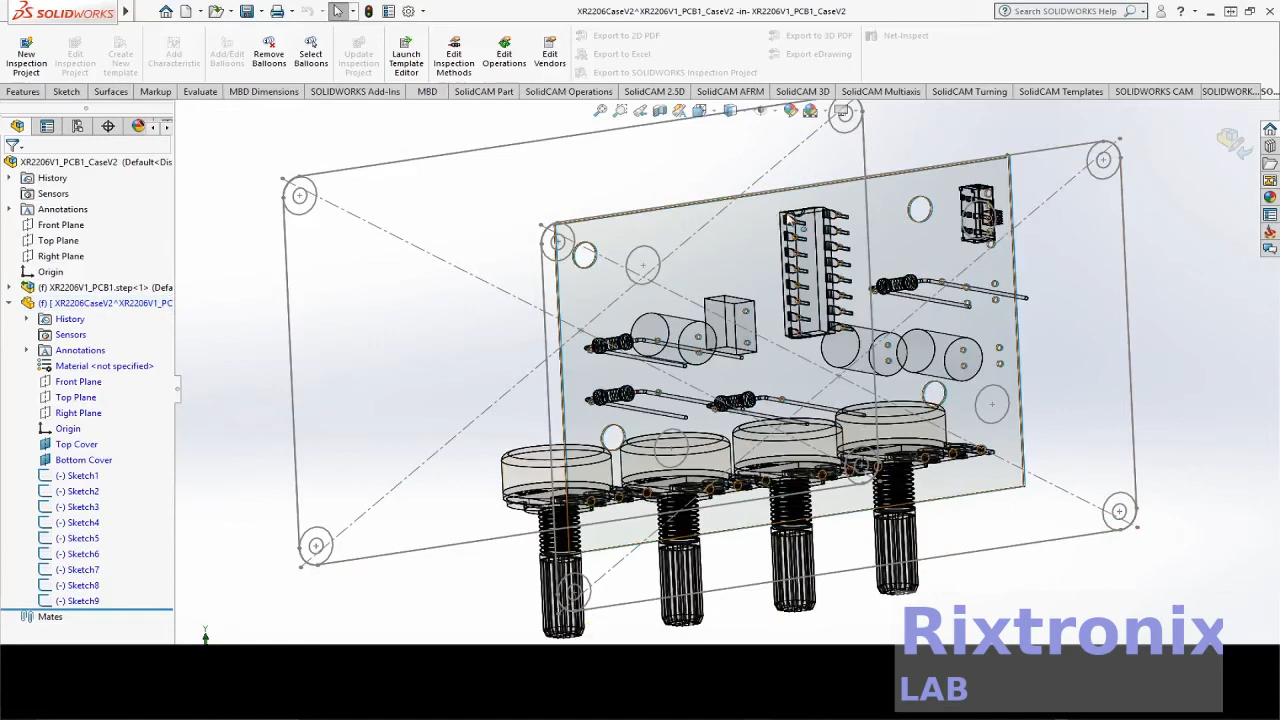 SOLIDWORKS
XR2206CaseV2^XR2206V1_PCB1_CaseV2 -in- XR2206V1_PCB1_CaseV2
Search SOLIDWORKS Help
New Inspection Project
Edit Inspection Project
Create New template
Add Characteristic
Add/Edit Balloons
Remove Balloons
Select Balloons
Update Inspection Project
Launch Template Editor
Edit Inspection Methods
Edit Operations
Edit Vendors
Export to 2D PDF
Export to Excel
Export to SOLIDWORKS Inspection Project
Export to 3D PDF
Export eDrawing
Net-Inspect
Features
Sketch
Surfaces
Markup
Evaluate
MBD Dimensions
SOLIDWORKS Add-Ins
MBD
SolidCAM Part
SolidCAM Operations
SolidCAM 2.5D
SolidCAM AFRM
SolidCAM 3D
SolidCAM Multiaxis
SolidCAM Turning
SolidCAM Templates
SOLIDWORKS CAM
SOLIDWORK...
SO...
XR2206V1_PCB1_CaseV2 (Default<Dis
History
Sensors
Annotations
Front Plane
Top Plane
Right Plane
Origin
(f) XR2206V1_PCB1.step<1> (Defau
(f) [ XR2206CaseV2^XR2206V1_PC
History
Sensors
Annotations
Material <not specified>
Front Plane
Top Plane
Right Plane
Origin
Top Cover
Bottom Cover
(-) Sketch1
(-) Sketch2
(-) Sketch3
(-) Sketch4
(-) Sketch5
(-) Sketch6
(-) Sketch7
(-) Sketch8
(-) Sketch9
Mates
Y
Rixtronix
LAB